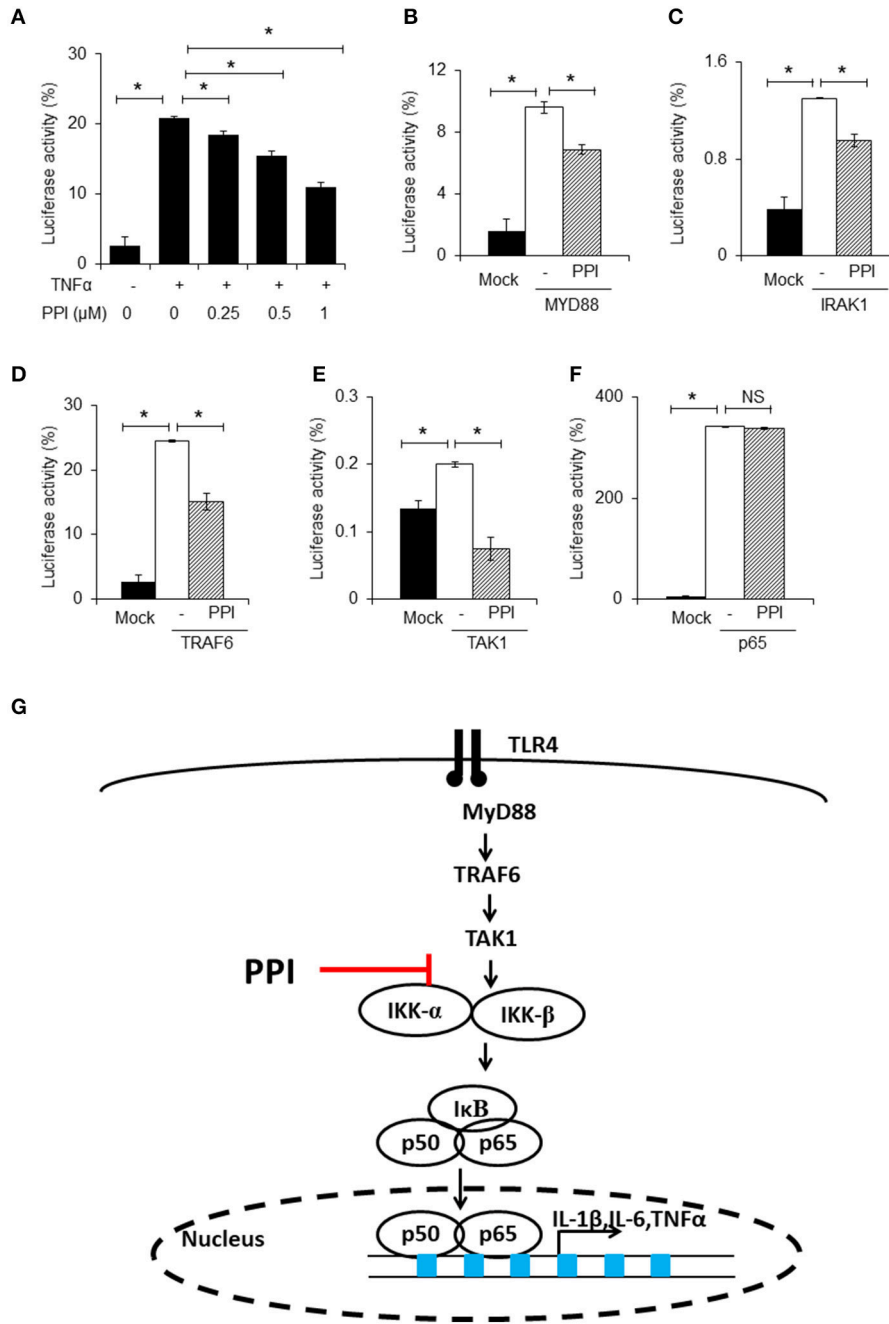 A
Luciferase activity (%)
30
20
10
0
* * * *
TNFα - + + + +
PPI (µM) 0 0 0.25 0.5 1
B
Luciferase activity (%)
12
8
4
0
* *
Mock - PPI
MYD88
C
Luciferase activity (%)
1.6
0.8
0
* *
Mock - PPI
IRAK1
D
Luciferase activity (%)
30
20
10
0
* *
Mock - PPI
TRAF6
E
Luciferase activity (%)
0.3
0.2
0.1
0
* *
Mock - PPI
TAK1
F
Luciferase activity (%)
400
200
0
* NS
Mock - PPI
p65
G
TLR4
MyD88
TRAF6
TAK1
PPI
IKK-α IKK-β
IκB
p50 p65
IL-1β,IL-6,TNFα
Nucleus
p50 p65